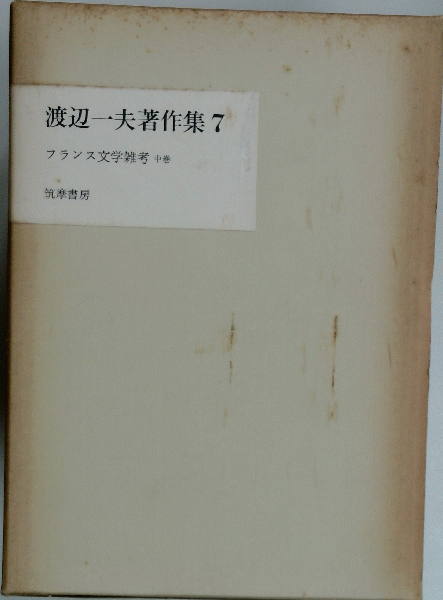 渡辺一夫著作集7
フランス文学雑考 中巻
筑摩書房